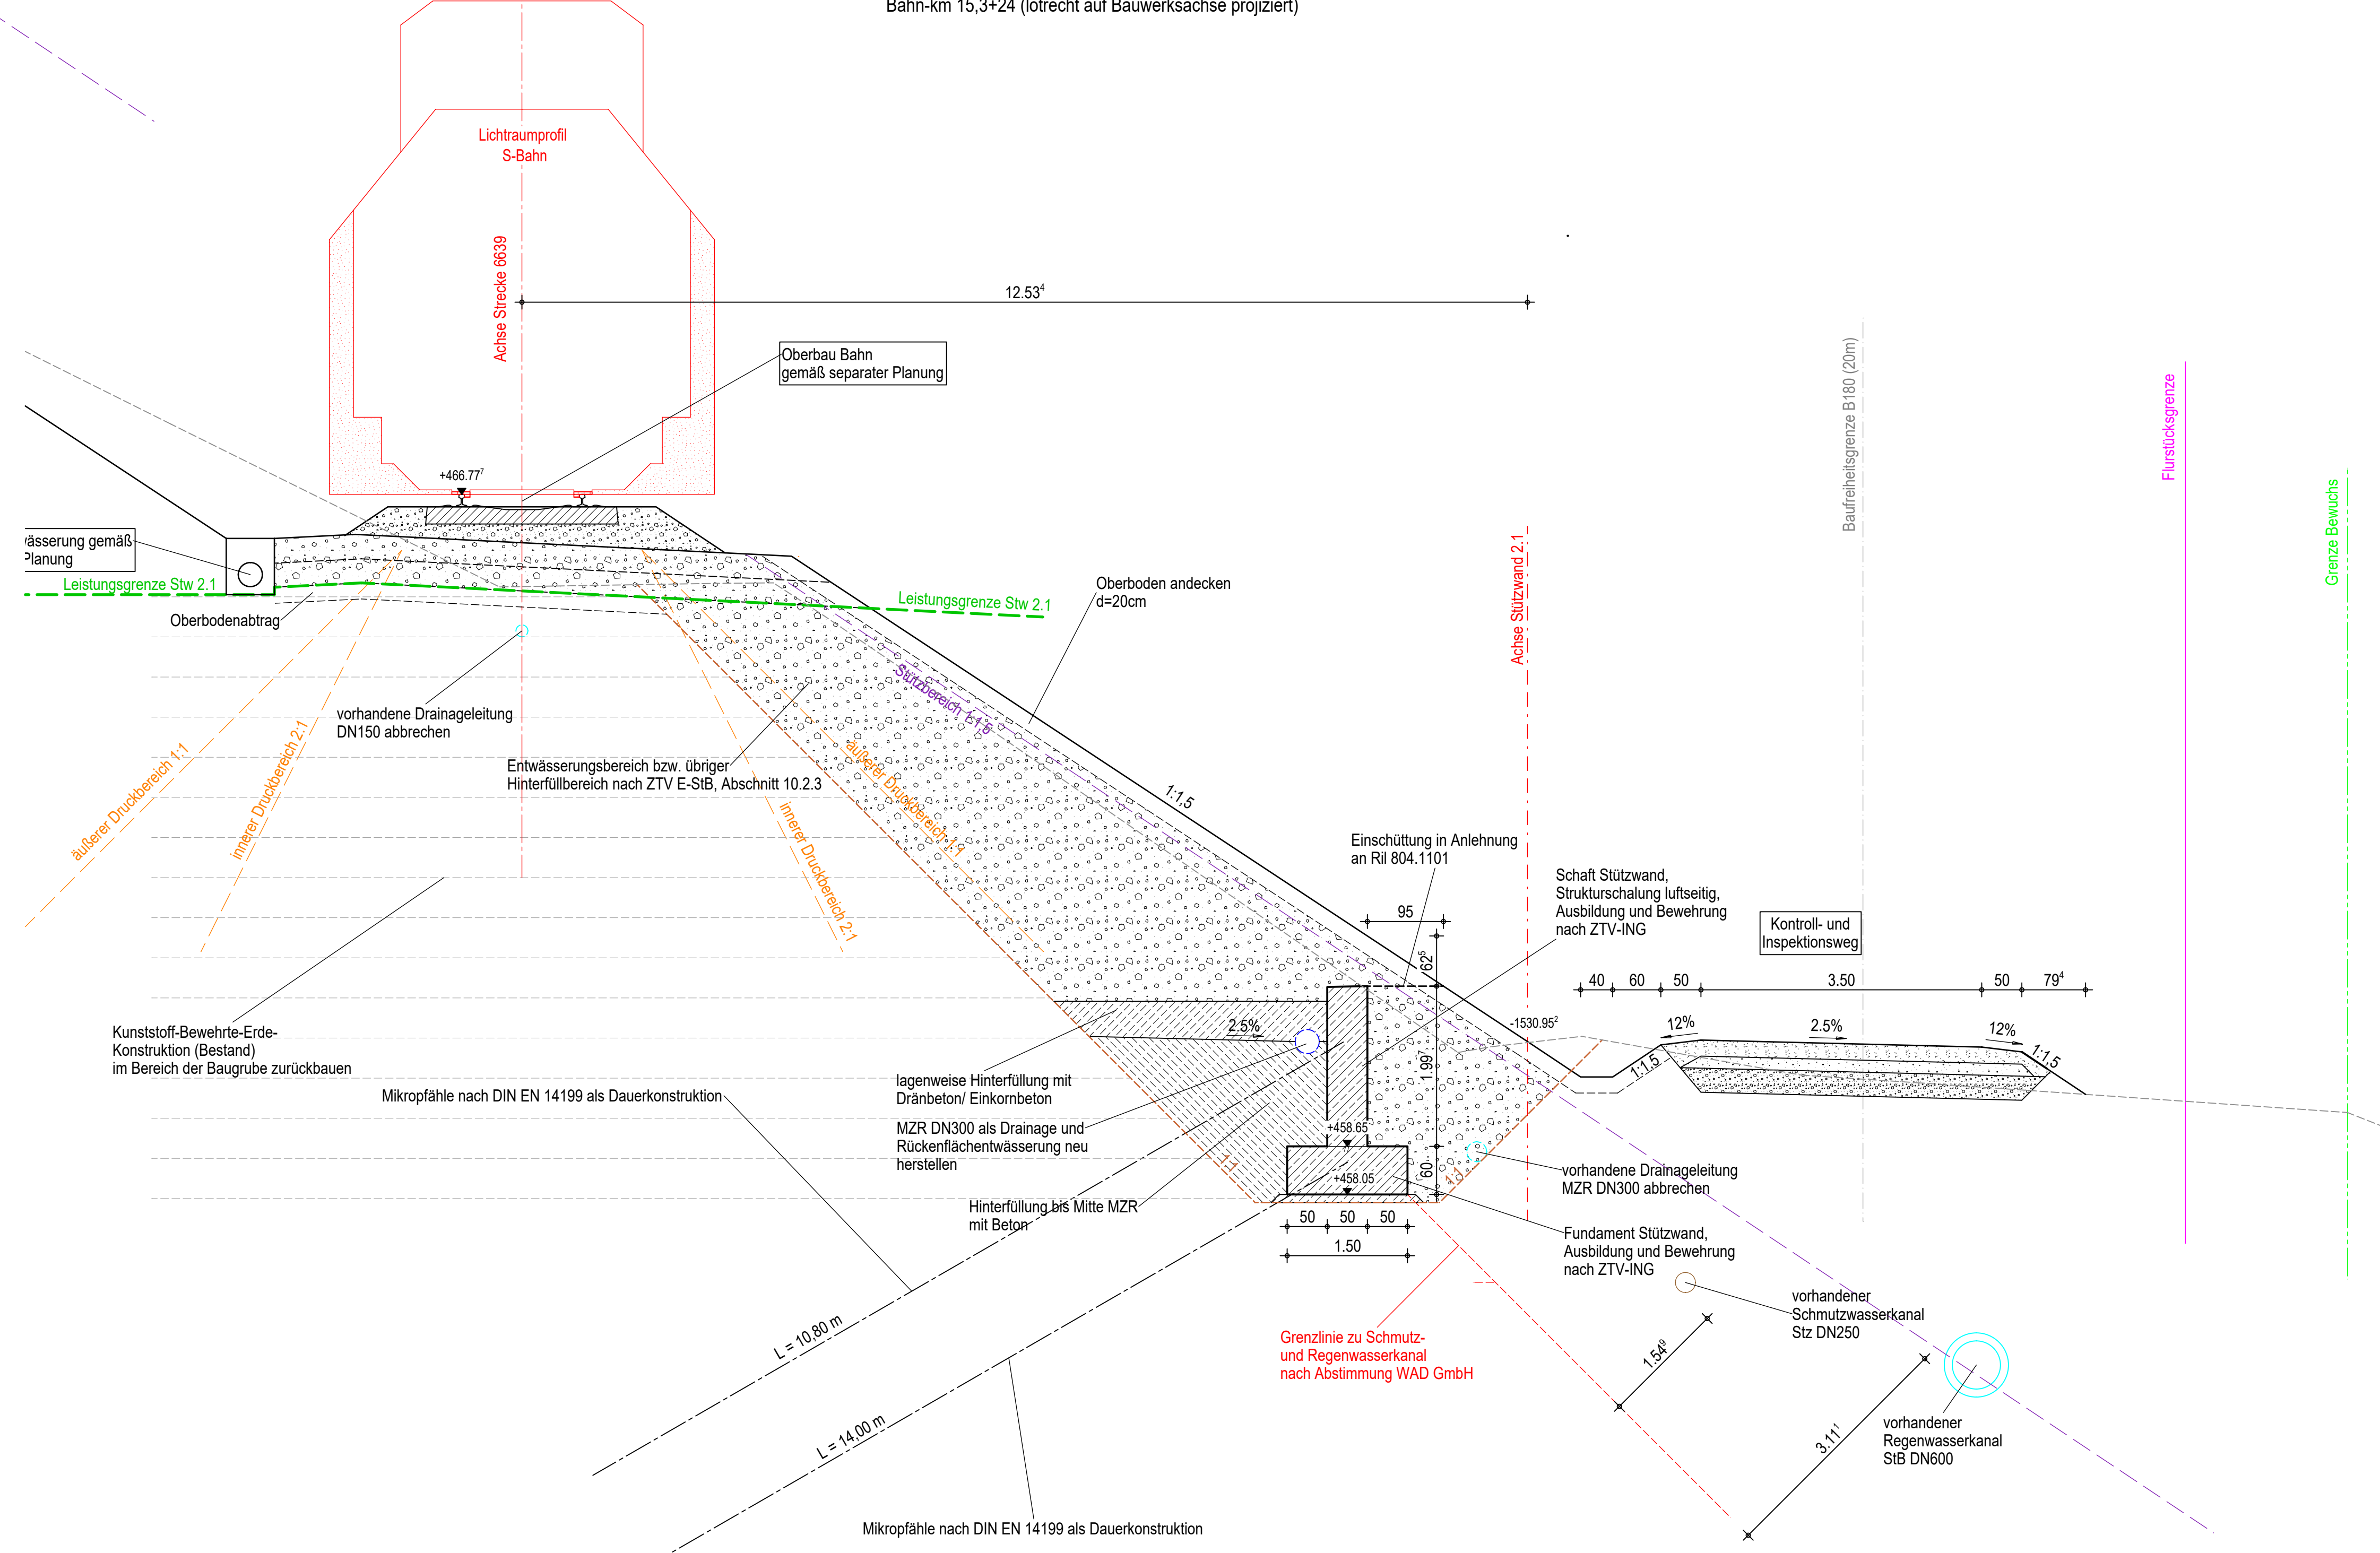 Bahn-km 15,3+24 (lotrecht auf Bauwerksachse projiziert)
Lichtraumprofil
S-Bahn
Achse Strecke 6639
12.53⁴
Oberbau Bahn
gemäß separater Planung
+466.77⁷
Baufreiheitsgrenze B180 (20m)
Flurstücksgrenze
Grenze Bewuchs
Achse Stützwand 2.1
gemäß
Planung
Leistungsgrenze Stw 2.1
Leistungsgrenze Stw 2.1
Oberbodenabtrag
Oberboden andecken
d=20cm
Stützbereich 1:1,5
vorhandene Drainageleitung
DN150 abbrechen
äußerer Druckbereich 1:1
innerer Druckbereich 2:1
Entwässerungsbereich bzw. übriger
Hinterfüllbereich nach ZTV E-StB, Abschnitt 10.2.3
äußerer Druckbereich 1:1
innerer Druckbereich 2:1
1:1,5
Einschüttung in Anlehnung
an Ril 804.1101
Schaft Stützwand,
Strukturschalung luftseitig,
Ausbildung und Bewehrung
nach ZTV-ING
Kontroll- und
Inspektionsweg
95
62⁵
40 60 50 3.50 50 79⁴
-1530.95²
12%
2.5%
12%
1:1,5
1:1,5
2.5%
1.99⁷
Kunststoff-Bewehrte-Erde-
Konstruktion (Bestand)
im Bereich der Baugrube zurückbauen
Mikropfähle nach DIN EN 14199 als Dauerkonstruktion
lagenweise Hinterfüllung mit
Dränbeton/ Einkornbeton
MZR DN300 als Drainage und
Rückenflächentwässerung neu
herstellen
Hinterfüllung bis Mitte MZR
mit Beton
+458.65
60
+458.05
1:1
1:1
50 50 50
1.50
vorhandene Drainageleitung
MZR DN300 abbrechen
Fundament Stützwand,
Ausbildung und Bewehrung
nach ZTV-ING
vorhandener
Schmutzwasserkanal
Stz DN250
Grenzlinie zu Schmutz-
und Regenwasserkanal
nach Abstimmung WAD GmbH
1.54⁹
3.11¹
vorhandener
Regenwasserkanal
StB DN600
L = 10,80 m
L = 14,00 m
Mikropfähle nach DIN EN 14199 als Dauerkonstruktion